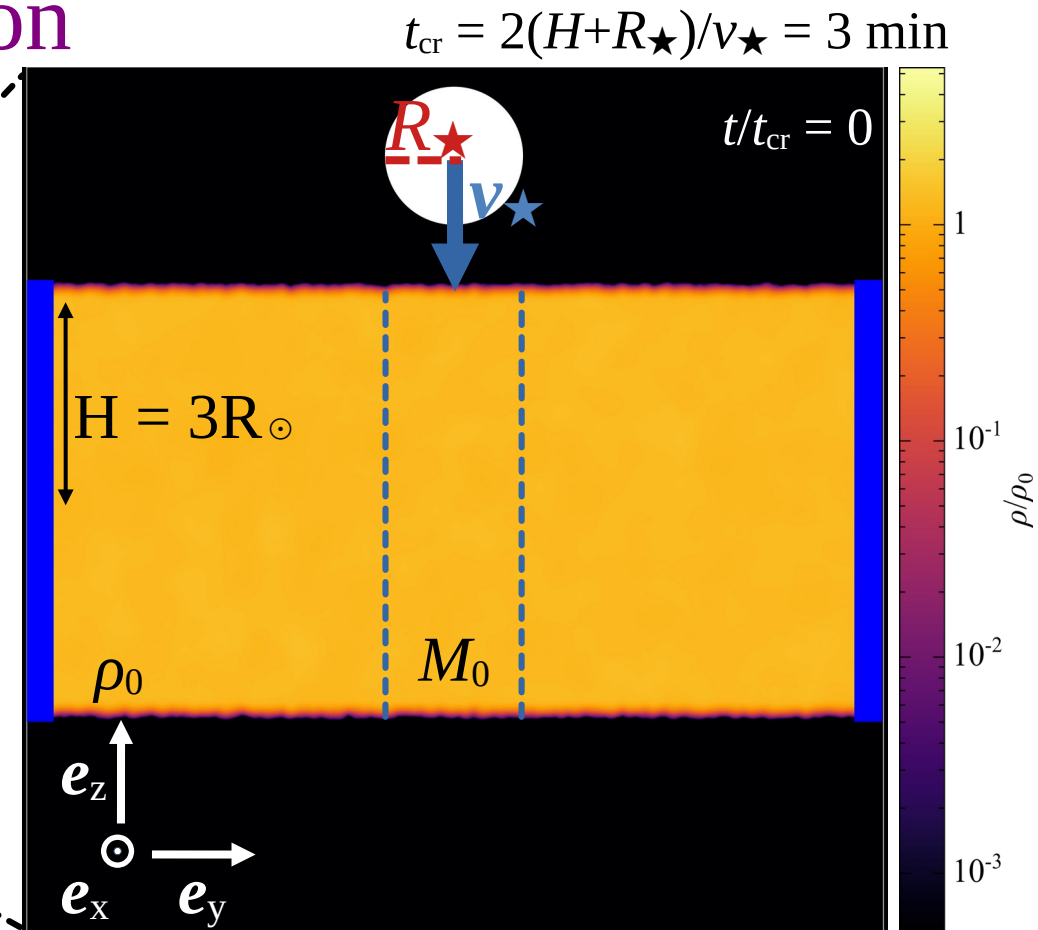 on
t_cr = 2(H+R★)/v★ = 3 min
R★
t/t_cr = 0
v★
1
H = 3R☉
10⁻¹
ρ/ρ₀
ρ₀
M₀
10⁻²
e_z
10⁻³
e_x
e_y